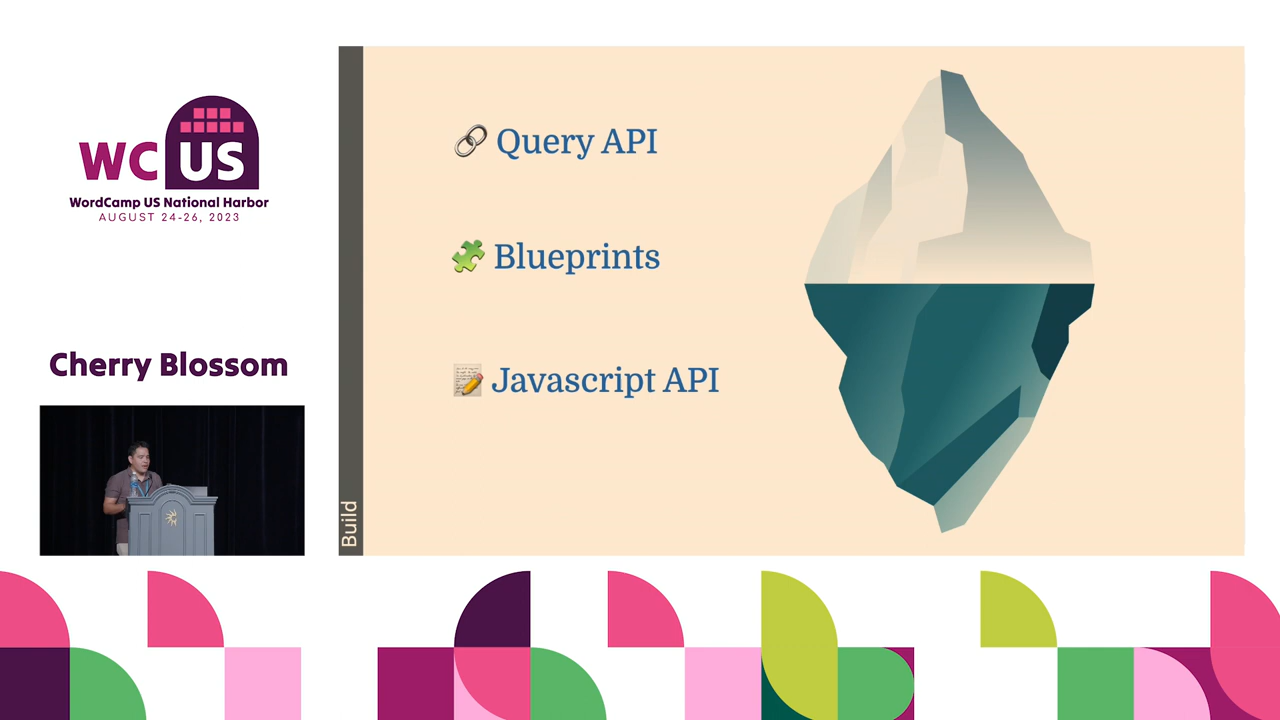 WC US
WordCamp US National Harbor
AUGUST 24-26, 2023
Cherry Blossom
Query API
Blueprints
Javascript API
Build